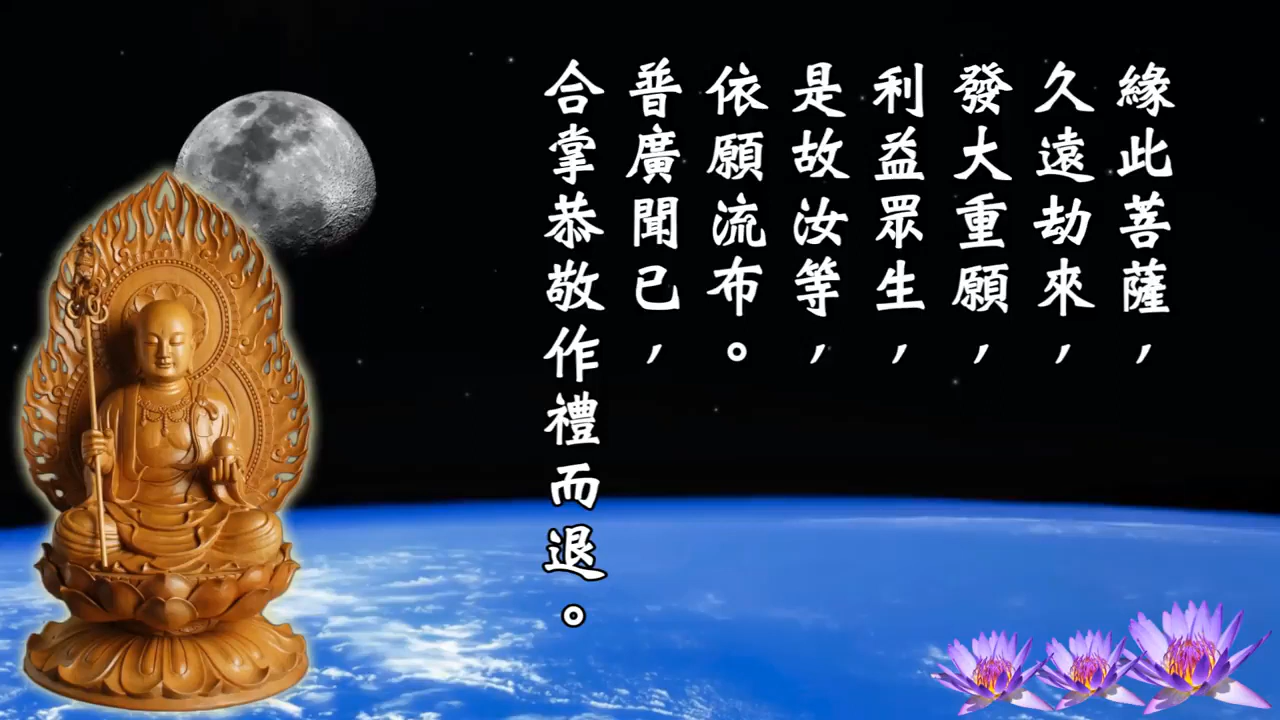 緣此菩薩，
久遠劫來，
發大重願，
利益眾生，
是故汝等，
依願流布。
普廣聞已，
合掌恭敬作禮而退。